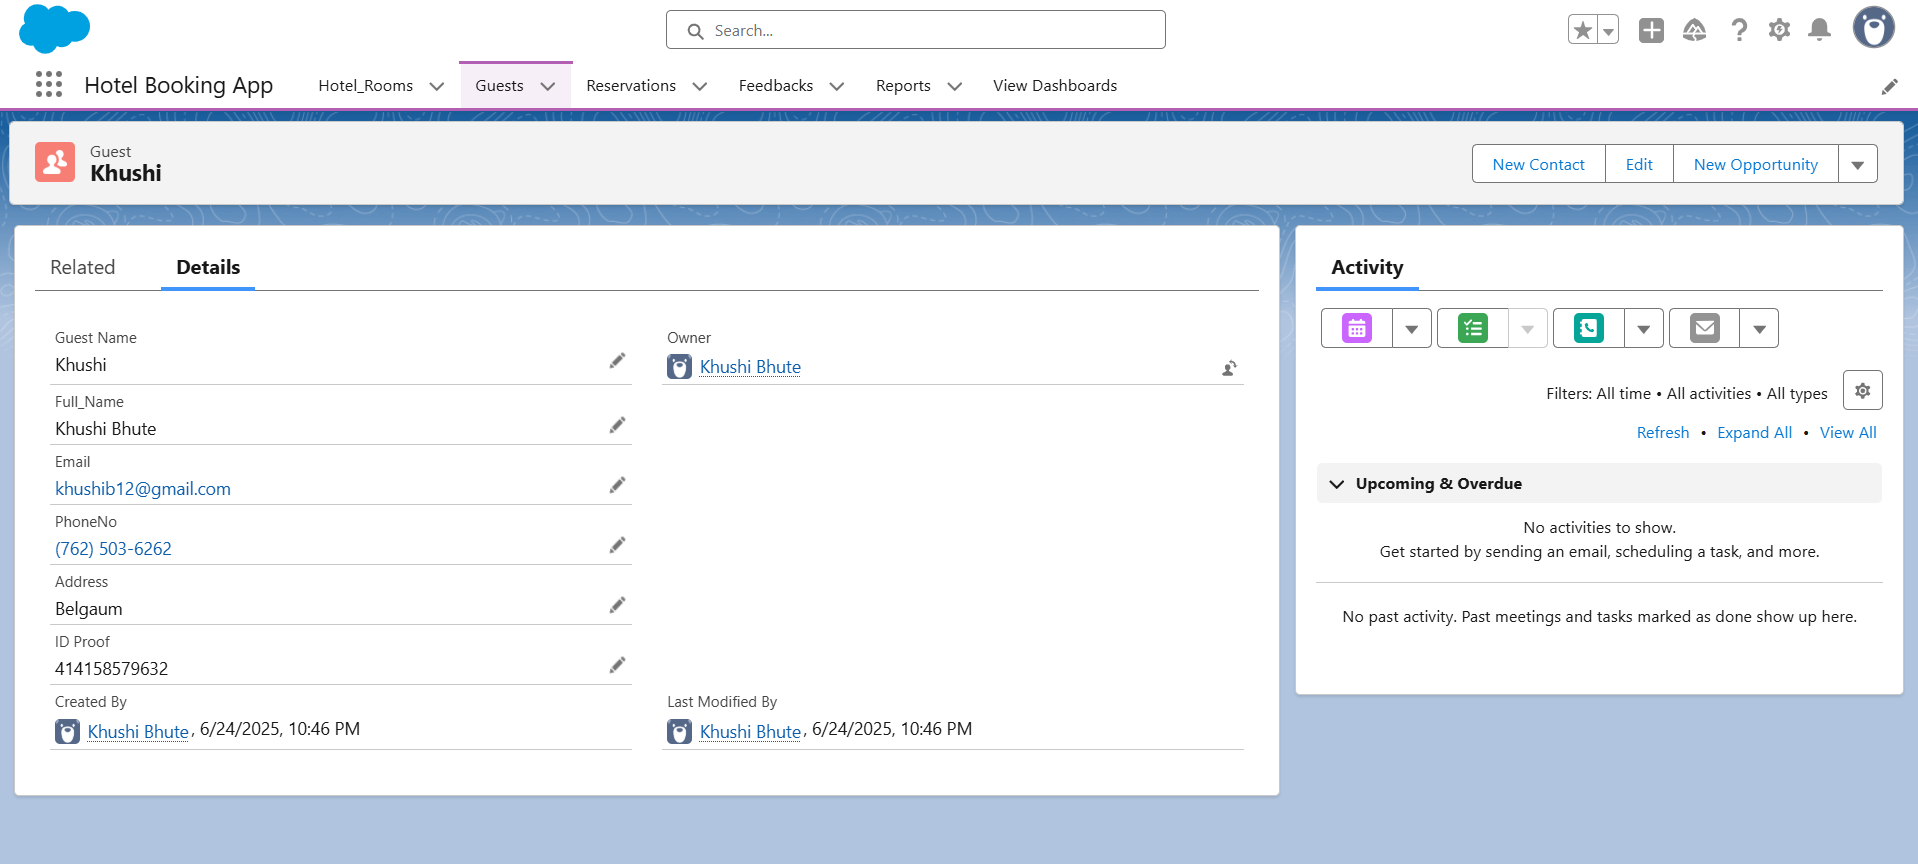 Search...
Hotel Booking App
Hotel_Rooms
Guests
Reservations
Feedbacks
Reports
View Dashboards
Guest
Khushi
New Contact
Edit
New Opportunity
Related
Details
Guest Name
Khushi
Owner
Khushi Bhute
Full_Name
Khushi Bhute
Email
khushib12@gmail.com
PhoneNo
(762) 503-6262
Address
Belgaum
ID Proof
414158579632
Created By
Khushi Bhute, 6/24/2025, 10:46 PM
Last Modified By
Khushi Bhute, 6/24/2025, 10:46 PM
Activity
Filters: All time • All activities • All types
Refresh • Expand All • View All
Upcoming & Overdue
No activities to show.
Get started by sending an email, scheduling a task, and more.
No past activity. Past meetings and tasks marked as done show up here.